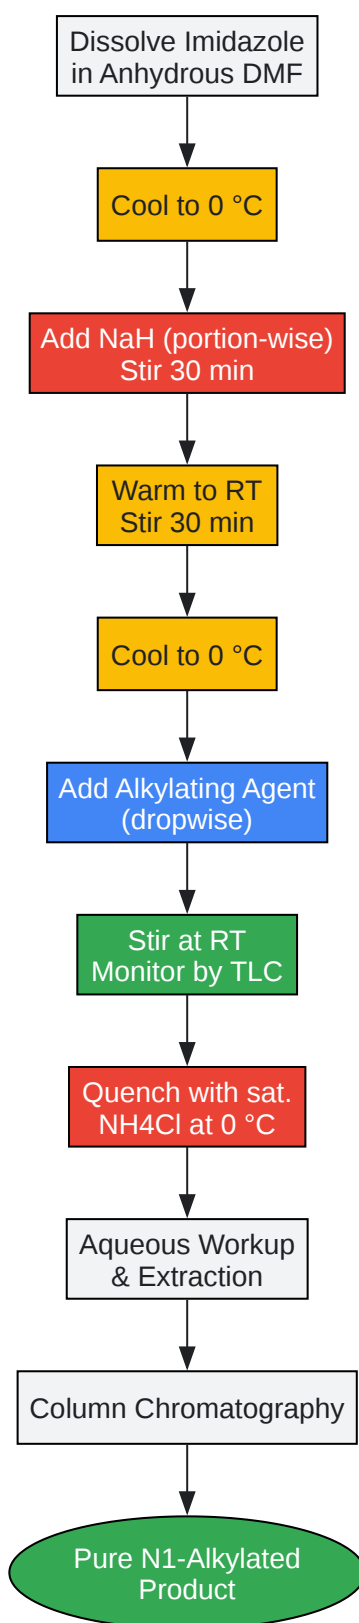 Dissolve Imidazole
in Anhydrous DMF
Cool to 0 °C
Add NaH (portion-wise)
Stir 30 min
Warm to RT
Stir 30 min
Cool to 0 °C
Add Alkylating Agent
(dropwise)
Stir at RT
Monitor by TLC
Quench with sat.
NH4Cl at 0 °C
Aqueous Workup
& Extraction
Column Chromatography
Pure N1-Alkylated
Product